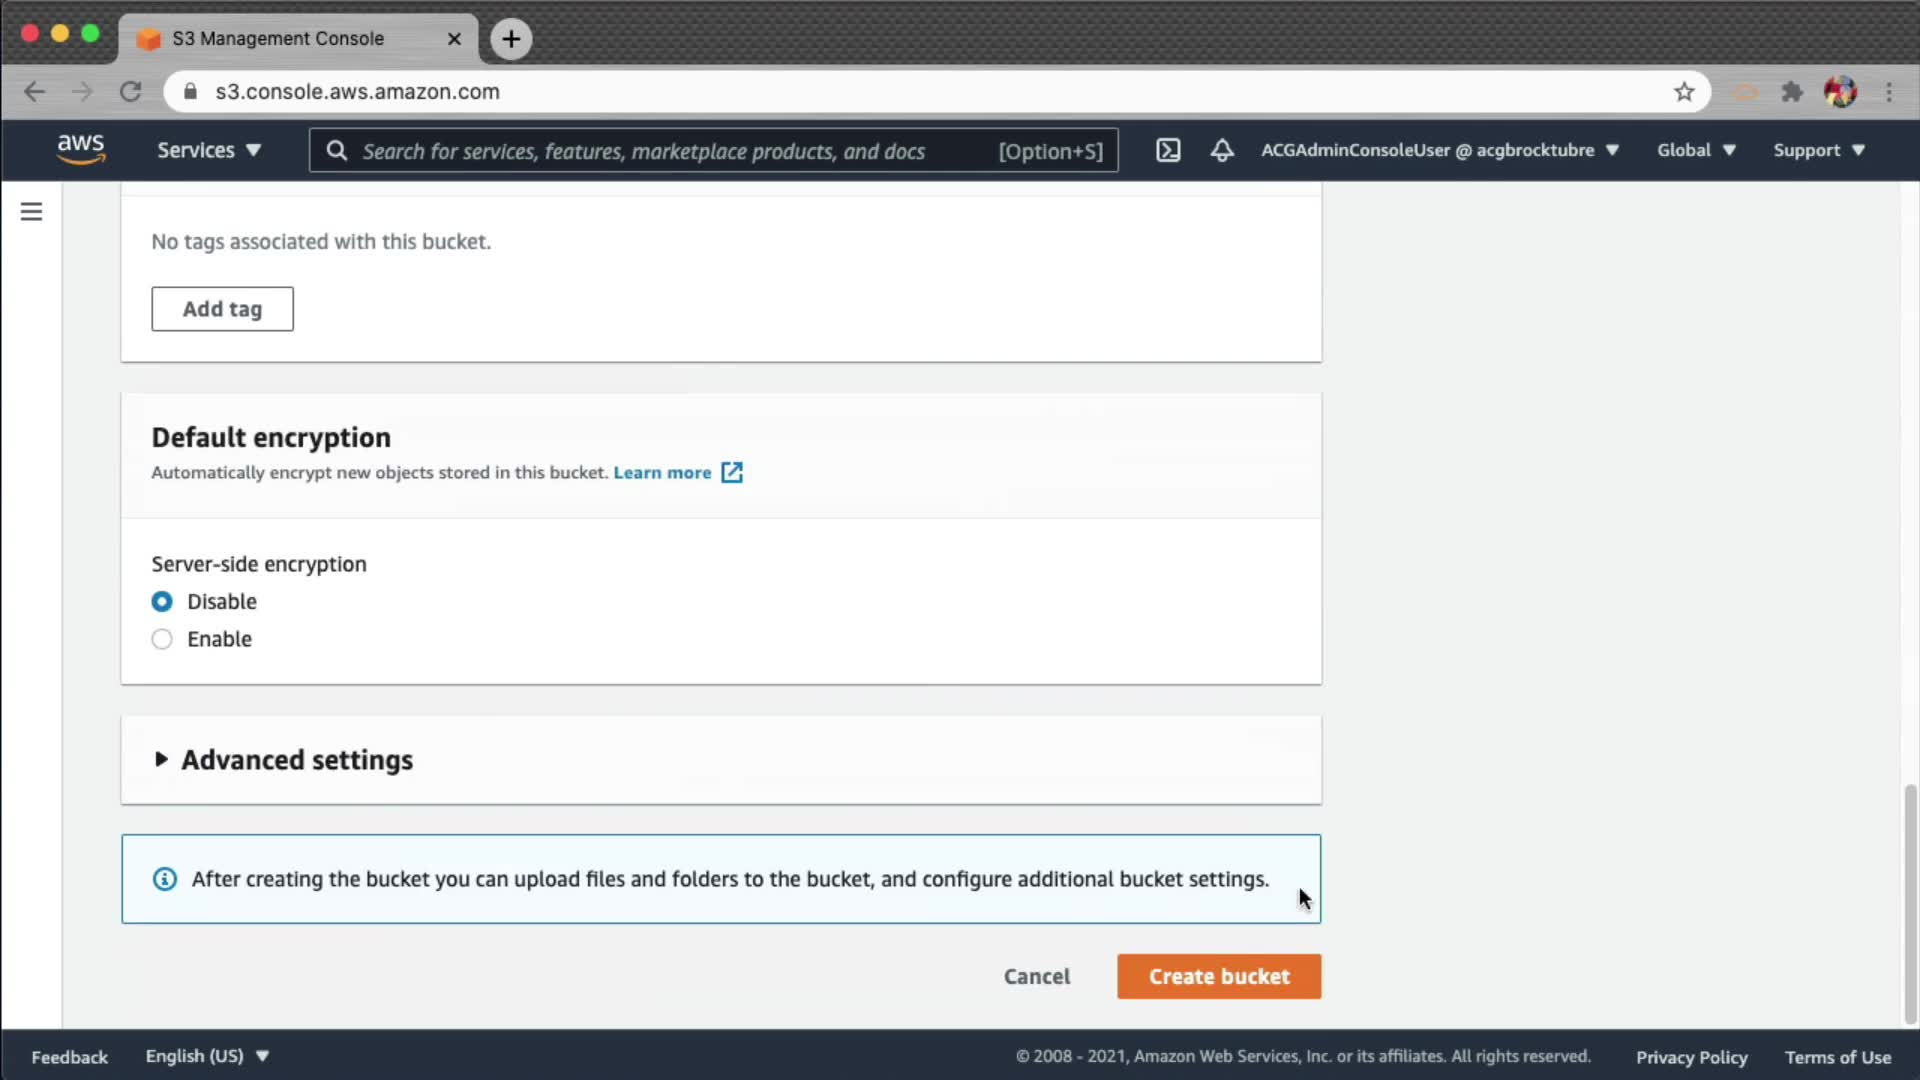 S3 Management Console
s3.console.aws.amazon.com
aws
Services
Search for services, features, marketplace products, and docs
[Option+S]
ACGAdminConsoleUser @ acgbrocktubre
Global
Support
No tags associated with this bucket.
Add tag
Default encryption
Automatically encrypt new objects stored in this bucket. Learn more
Server-side encryption
Disable
Enable
Advanced settings
After creating the bucket you can upload files and folders to the bucket, and configure additional bucket settings.
Cancel
Create bucket
Feedback
English (US)
© 2008 - 2021, Amazon Web Services, Inc. or its affiliates. All rights reserved.
Privacy Policy
Terms of Use